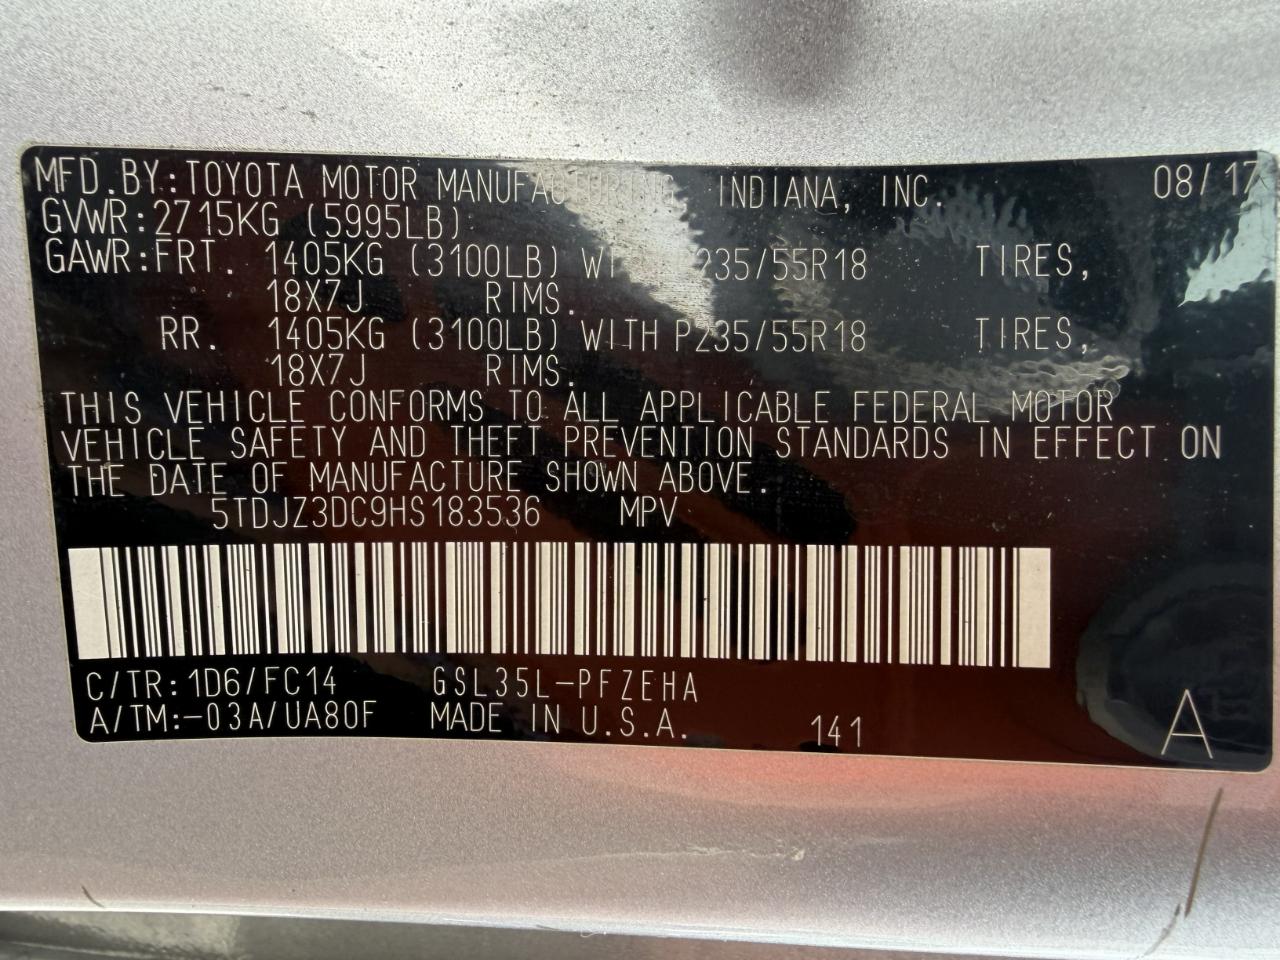 MFD.BY:TOYOTA MOTOR MANUFACTURING, INDIANA, INC. 08/17
GVWR:2715KG (5995LB)
GAWR:FRT. 1405KG (3100LB) WITH P235/55R18 TIRES,
18X7J RIMS.
RR. 1405KG (3100LB) WITH P235/55R18 TIRES,
18X7J RIMS.
THIS VEHICLE CONFORMS TO ALL APPLICABLE FEDERAL MOTOR
VEHICLE SAFETY AND THEFT PREVENTION STANDARDS IN EFFECT ON
THE DATE OF MANUFACTURE SHOWN ABOVE.
5TDJZ3DC9HS183536 MPV
C/TR:1D6/FC14 GSL35L-PFZEHA
A/TM:-03A/UA80F MADE IN U.S.A. 141 A